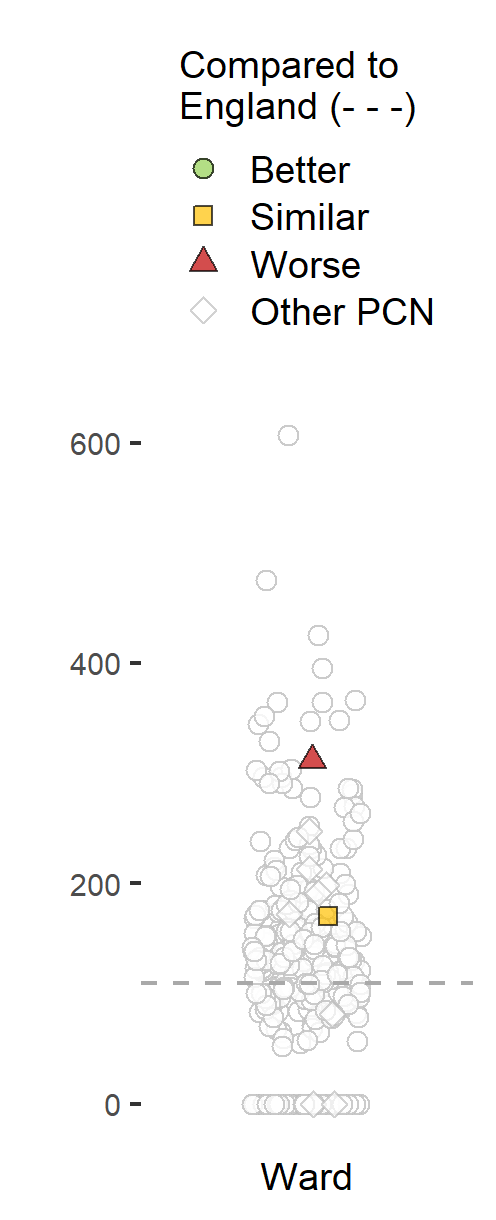 Compared to
England (- - -)
Better
Similar
Worse
Other PCN
600
400
200
0
Ward